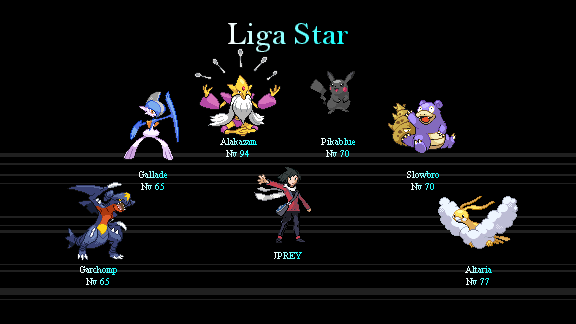 Liga Star
Alakazam
Nv 94
Pikablue
Nv 70
Gallade
Nv 65
Slowbro
Nv 70
JPREY
Garchomp
Nv 65
Altaria
Nv 77